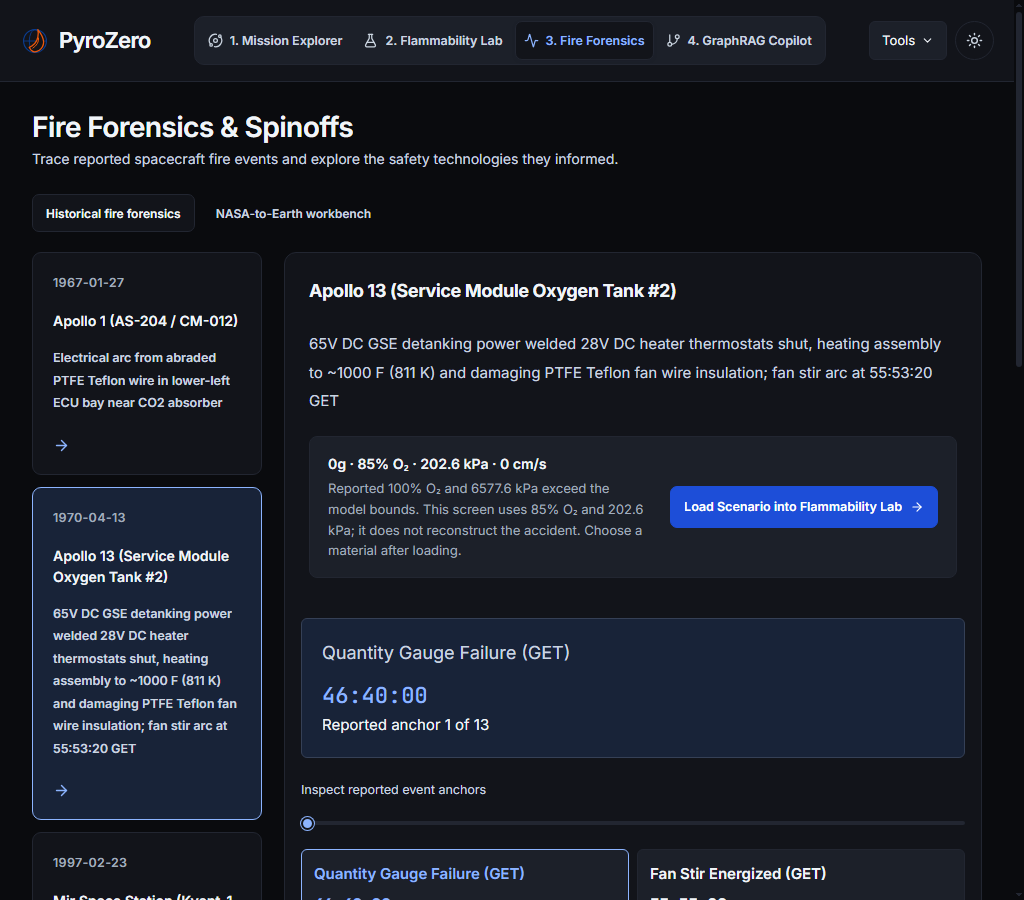 PyroZero
1. Mission Explorer
2. Flammability Lab
3. Fire Forensics
4. GraphRAG Copilot
Tools
Fire Forensics & Spinoffs
Trace reported spacecraft fire events and explore the safety technologies they informed.
Historical fire forensics
NASA-to-Earth workbench
1967-01-27
Apollo 1 (AS-204 / CM-012)
Electrical arc from abraded
PTFE Teflon wire in lower-left
ECU bay near CO2 absorber
1970-04-13
Apollo 13 (Service Module
Oxygen Tank #2)
65V DC GSE detanking power
welded 28V DC heater
thermostats shut, heating
assembly to ~1000 F (811 K)
and damaging PTFE Teflon fan
wire insulation; fan stir arc at
55:53:20 GET
1997-02-23
Mir Space Station (Kvant-1
Apollo 13 (Service Module Oxygen Tank #2)
65V DC GSE detanking power welded 28V DC heater thermostats shut, heating assembly
to ~1000 F (811 K) and damaging PTFE Teflon fan wire insulation; fan stir arc at 55:53:20
GET
0g · 85% O₂ · 202.6 kPa · 0 cm/s
Reported 100% O₂ and 6577.6 kPa exceed the
model bounds. This screen uses 85% O₂ and 202.6
kPa; it does not reconstruct the accident. Choose a
material after loading.
Load Scenario into Flammability Lab
Quantity Gauge Failure (GET)
46:40:00
Reported anchor 1 of 13
Inspect reported event anchors
Quantity Gauge Failure (GET)
46:40:00
Fan Stir Energized (GET)